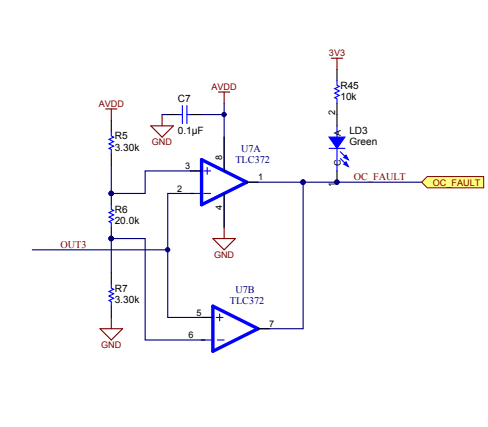 3V3
R45
10k
2
A
LD3
Green
C
1
OC_FAULT
OC_FAULT
AVDD
C7
0.1µF
GND
AVDD
R5
3.30k
U7A
TLC372
8
3
+
2
−
1
4
GND
R6
20.0k
OUT3
R7
3.30k
GND
U7B
TLC372
5
+
6
−
7